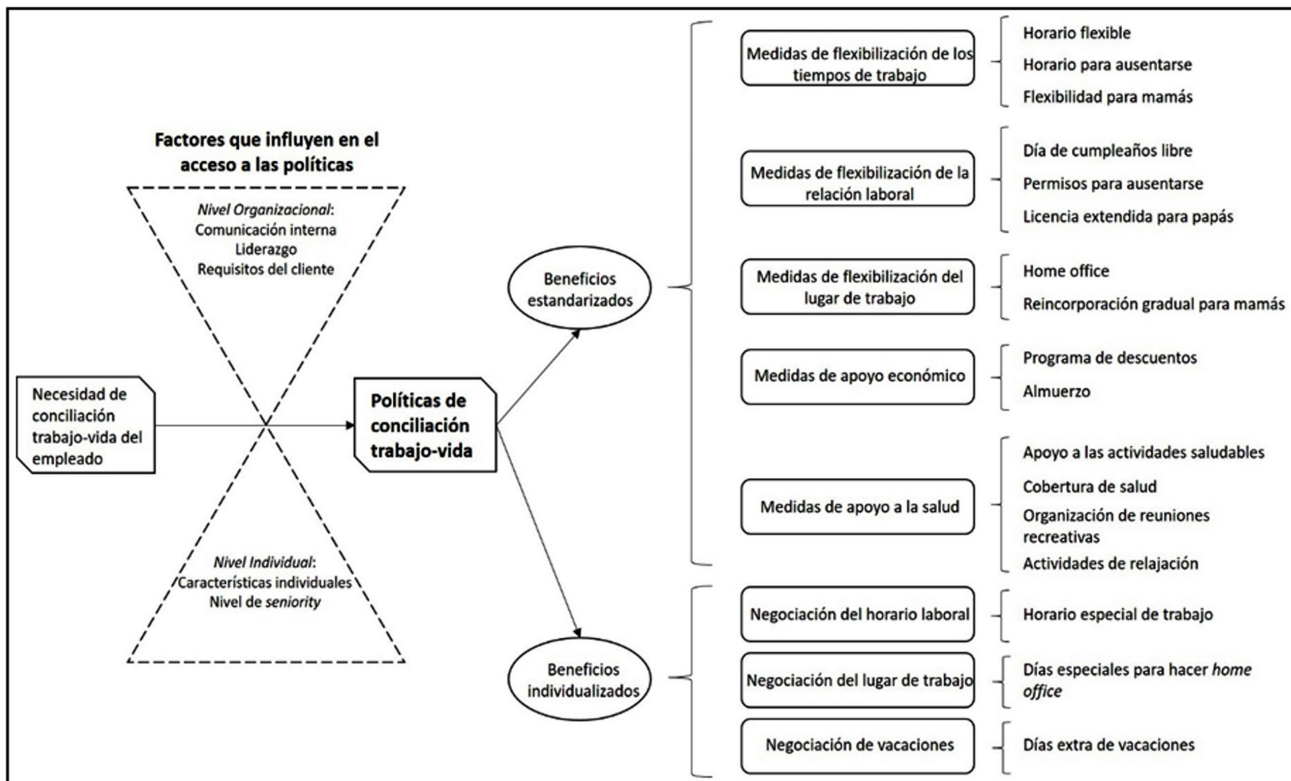 Factores que influyen en el
acceso a las políticas
Nivel Organizacional:
Comunicación interna
Liderazgo
Requisitos del cliente
Necesidad de
conciliación
trabajo-vida del
empleado
Nivel Individual:
Características individuales
Nivel de seniority
Políticas de
conciliación
trabajo-vida
Beneficios
estandarizados
Medidas de flexibilización de los
tiempos de trabajo
Horario flexible
Horario para ausentarse
Flexibilidad para mamás
Medidas de flexibilización de la
relación laboral
Día de cumpleaños libre
Permisos para ausentarse
Licencia extendida para papás
Medidas de flexibilización del
lugar de trabajo
Home office
Reincorporación gradual para mamás
Medidas de apoyo económico
Programa de descuentos
Almuerzo
Medidas de apoyo a la salud
Apoyo a las actividades saludables
Cobertura de salud
Organización de reuniones
recreativas
Actividades de relajación
Beneficios
individualizados
Negociación del horario laboral
Horario especial de trabajo
Negociación del lugar de trabajo
Días especiales para hacer home
office
Negociación de vacaciones
Días extra de vacaciones